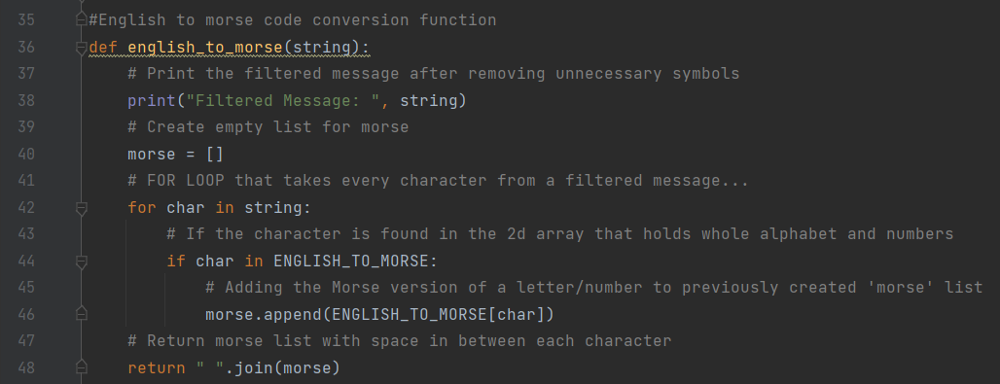 35 #English to morse code conversion function
36 def english_to_morse(string):
37     # Print the filtered message after removing unnecessary symbols
38     print("Filtered Message: ", string)
39     # Create empty list for morse
40     morse = []
41     # FOR LOOP that takes every character from a filtered message...
42     for char in string:
43         # If the character is found in the 2d array that holds whole alphabet and numbers
44         if char in ENGLISH_TO_MORSE:
45             # Adding the Morse version of a letter/number to previously created 'morse' list
46             morse.append(ENGLISH_TO_MORSE[char])
47     # Return morse list with space in between each character
48     return " ".join(morse)